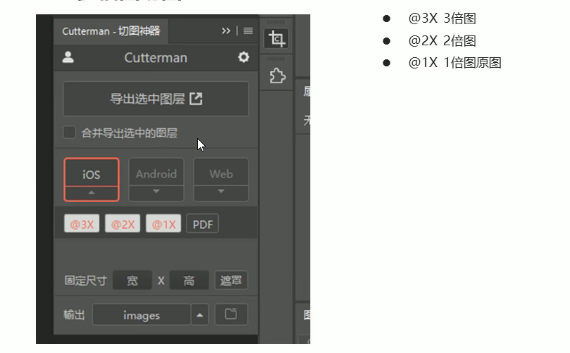 Cutterman - 切图神器
Cutterman
导出选中图层
合并导出选中的图层
iOS
Android
Web
@3X
@2X
@1X
PDF
固定尺寸
宽
X
高
遮罩
输出
images
无
@3X 3倍图
@2X 2倍图
@1X 1倍图原图